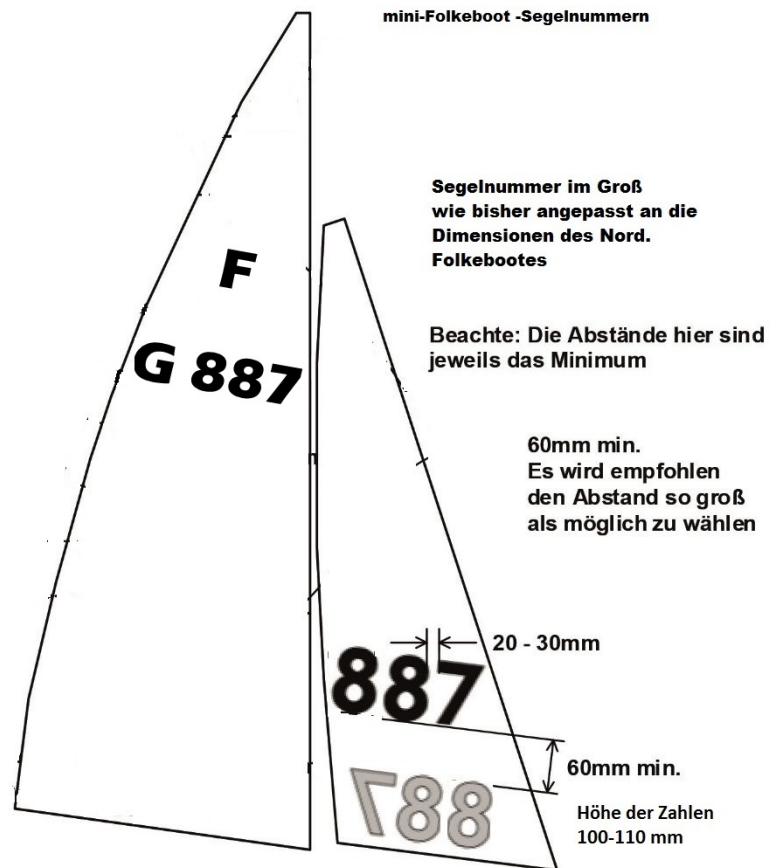 mini-Folkeboot -Segelnummern
Segelnummer im Groß
wie bisher angepasst an die
Dimensionen des Nord.
Folkebootes
F
Beachte: Die Abstände hier sind
jeweils das Minimum
G 887
60mm min.
Es wird empfohlen
den Abstand so groß
als möglich zu wählen
20 - 30mm
887
60mm min.
887
Höhe der Zahlen
100-110 mm